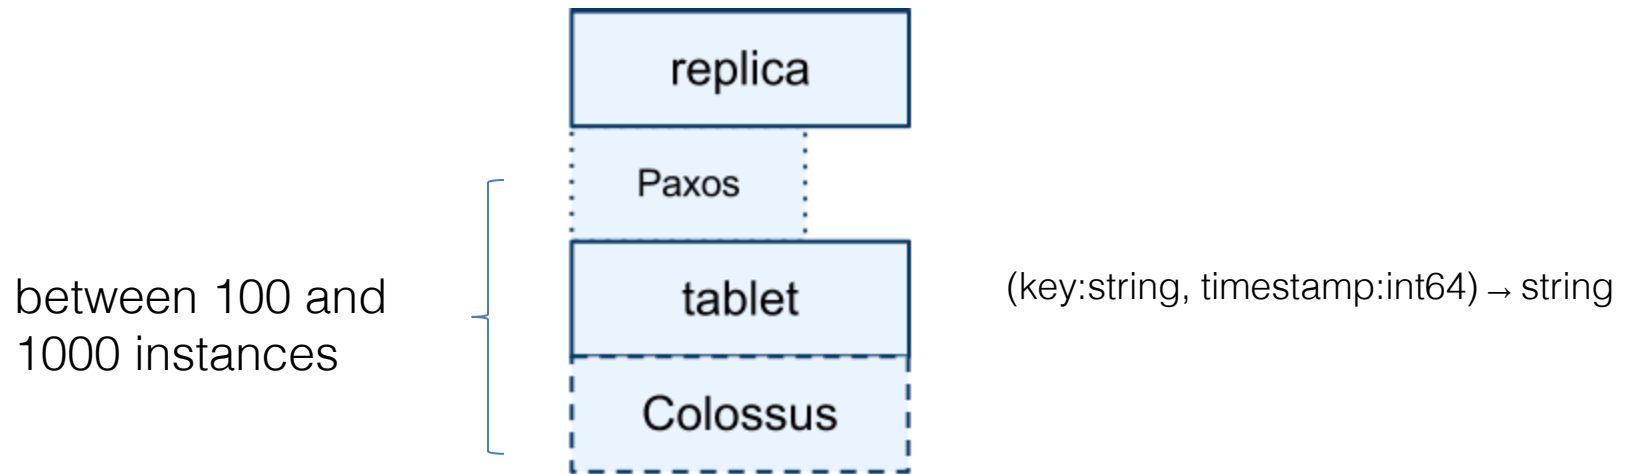 replica
Paxos
between 100 and
1000 instances
tablet
(key:string, timestamp:int64) → string
Colossus